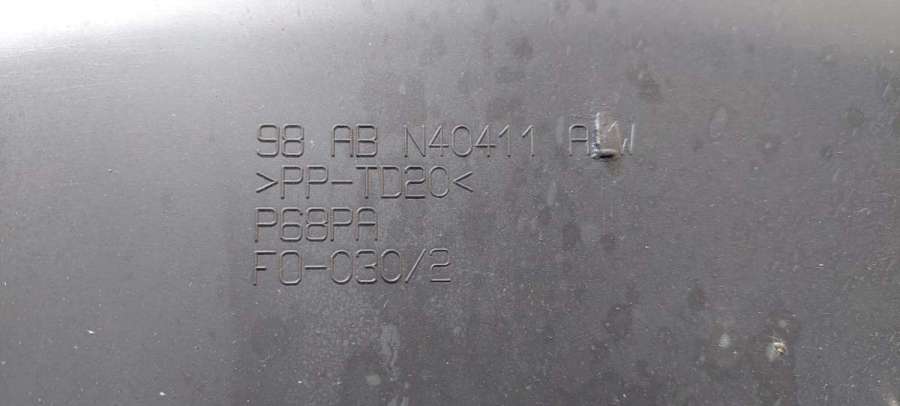 98 AB N40411
>PP-TD20<
P68PA
FO-030/2